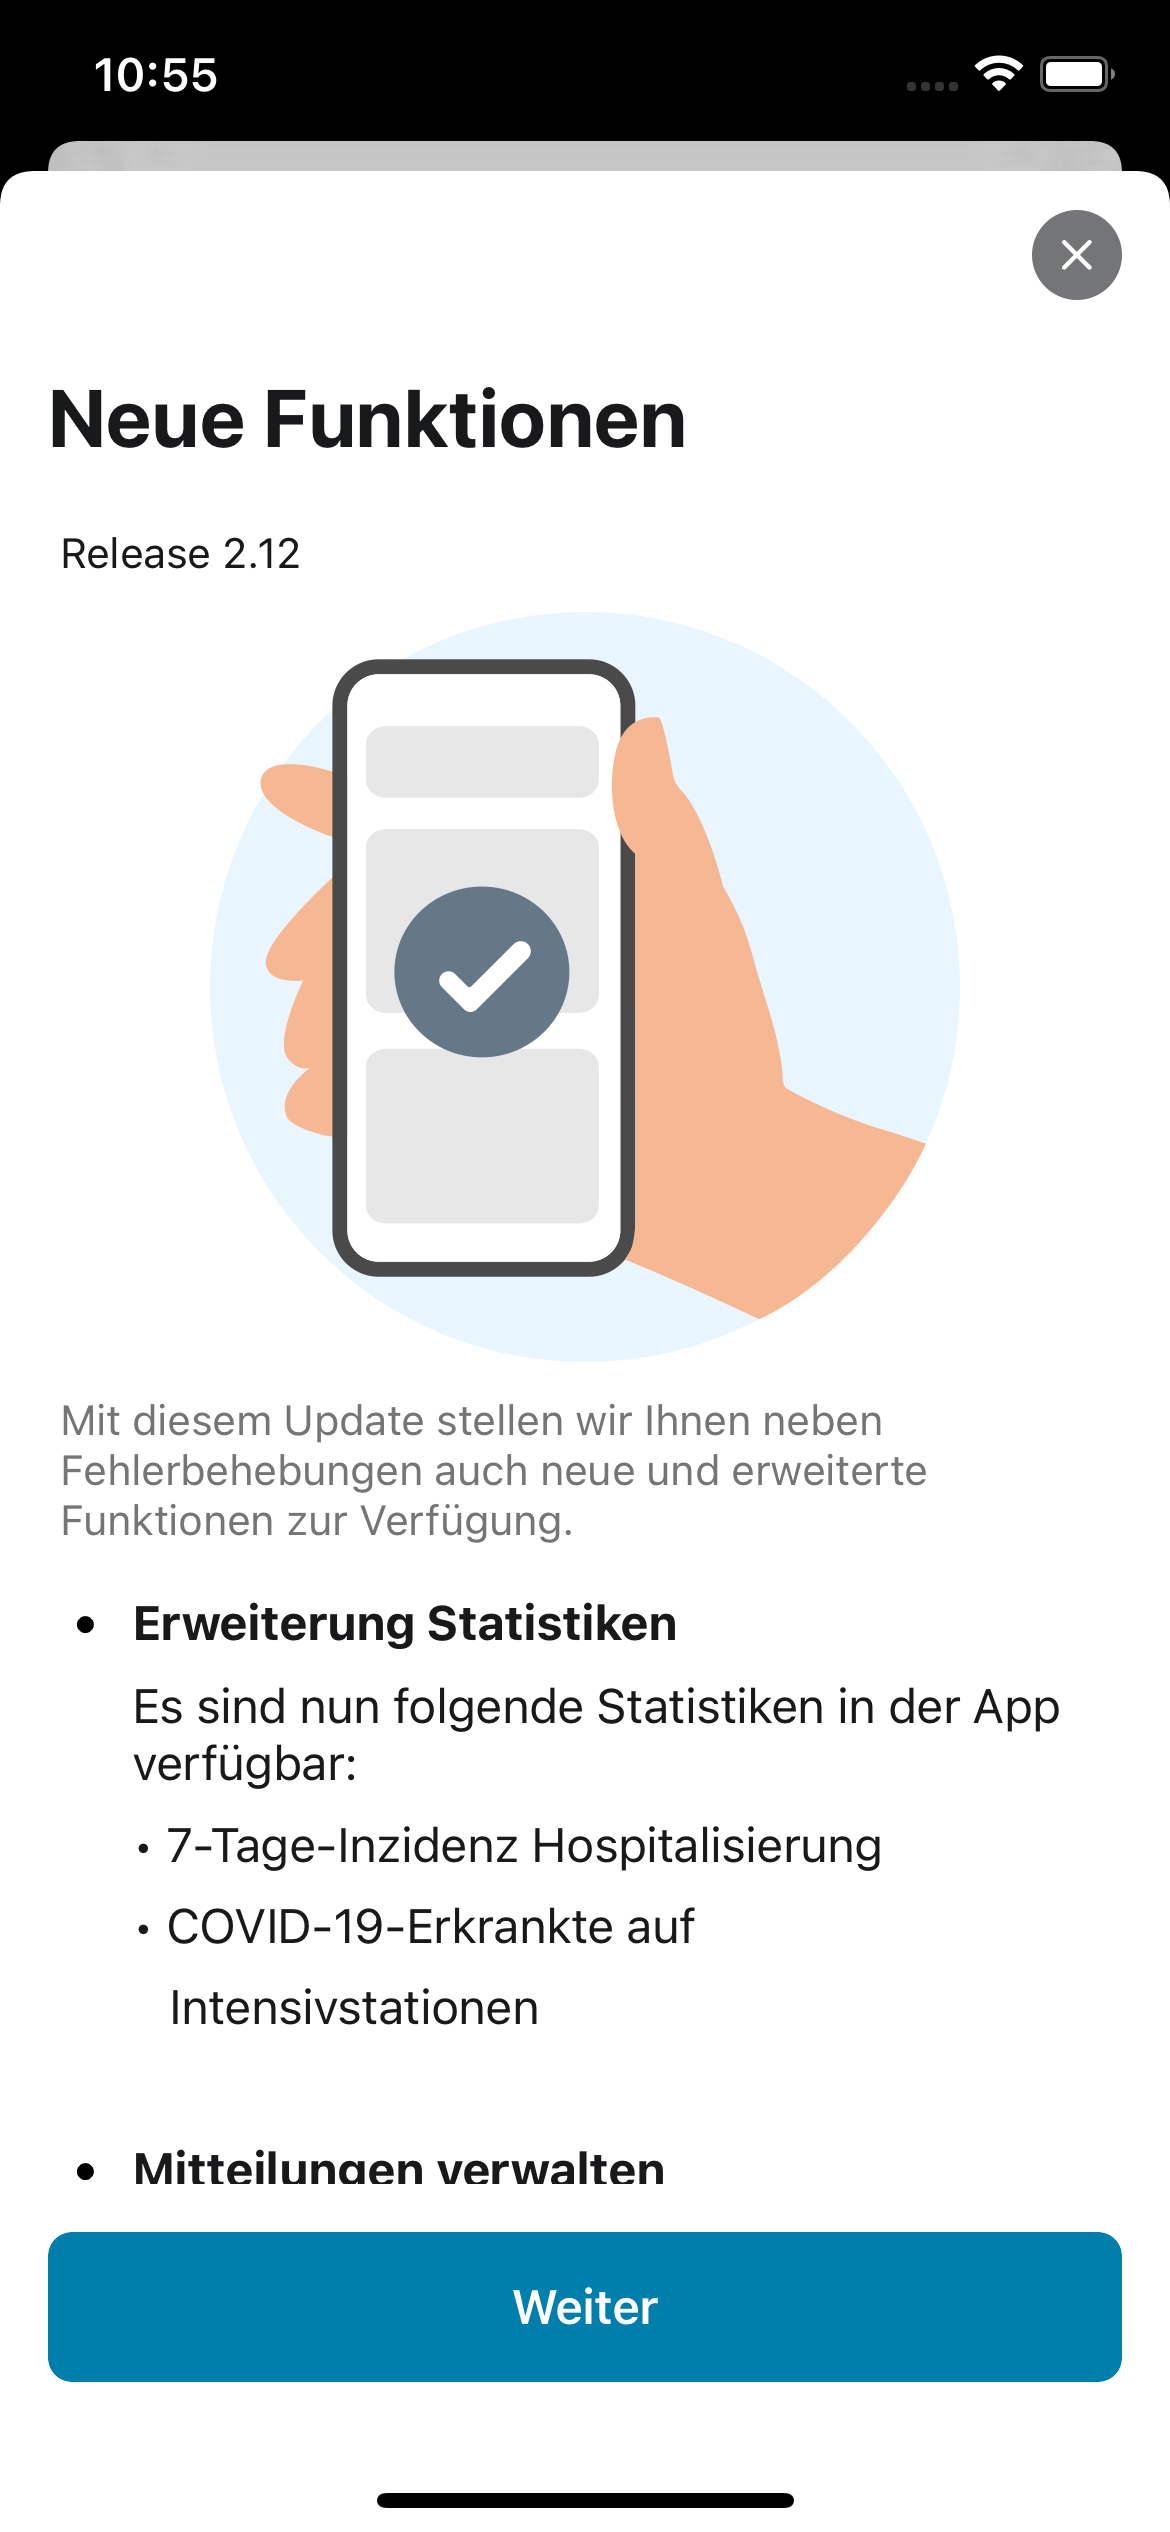 10:55
Neue Funktionen
Release 2.12
Mit diesem Update stellen wir Ihnen neben
Fehlerbehebungen auch neue und erweiterte
Funktionen zur Verfügung.
• Erweiterung Statistiken
Es sind nun folgende Statistiken in der App
verfügbar:
• 7-Tage-Inzidenz Hospitalisierung
• COVID-19-Erkrankte auf
Intensivstationen
• Mitteilungen verwalten
Weiter